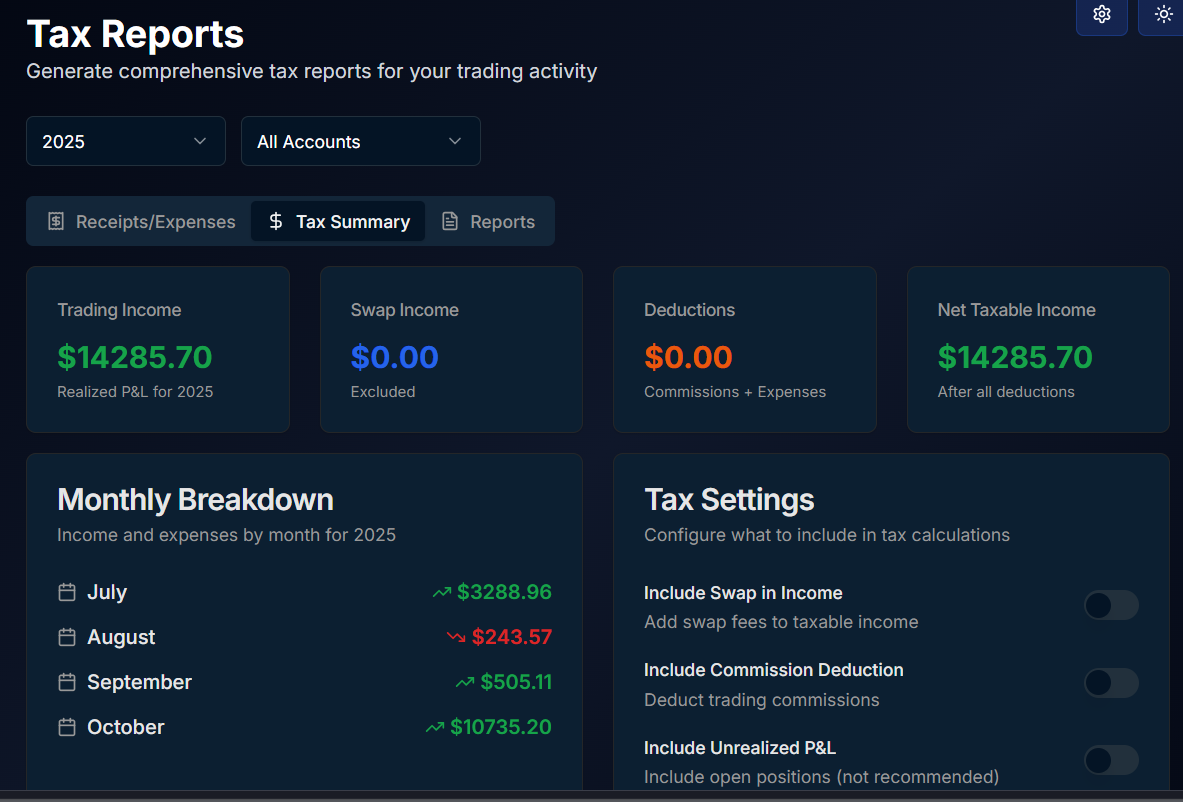 Tax Reports
Generate comprehensive tax reports for your trading activity
2025
All Accounts
Receipts/Expenses
Tax Summary
Reports
Trading Income
$14285.70
Realized P&L for 2025
Swap Income
$0.00
Excluded
Deductions
$0.00
Commissions + Expenses
Net Taxable Income
$14285.70
After all deductions
Monthly Breakdown
Income and expenses by month for 2025
July $3288.96
August $243.57
September $505.11
October $10735.20
Tax Settings
Configure what to include in tax calculations
Include Swap in Income
Add swap fees to taxable income
Include Commission Deduction
Deduct trading commissions
Include Unrealized P&L
Include open positions (not recommended)